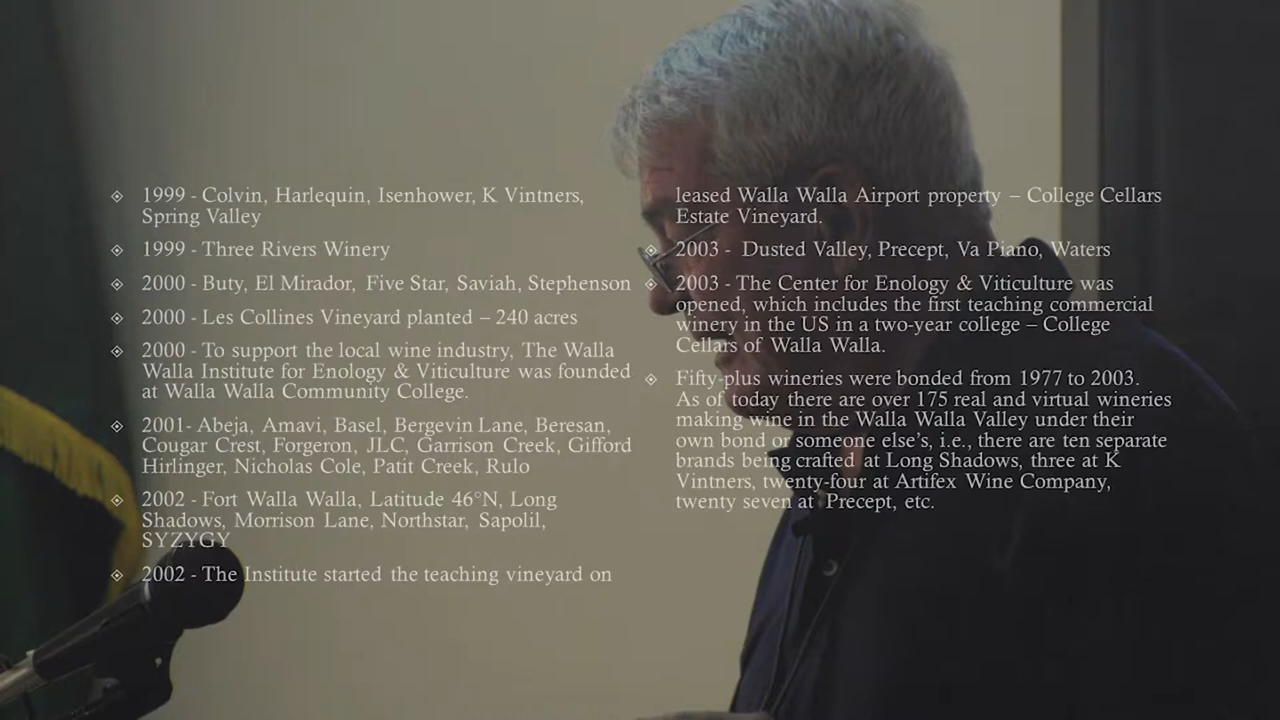 1999 - Colvin, Harlequin, Isenhower, K Vintners,
Spring Valley
1999 - Three Rivers Winery
2000 - Buty, El Mirador, Five Star, Saviah, Stephenson
2000 - Les Collines Vineyard planted – 240 acres
2000 - To support the local wine industry, The Walla
Walla Institute for Enology & Viticulture was founded
at Walla Walla Community College.
2001- Abeja, Amavi, Basel, Bergevin Lane, Beresan,
Cougar Crest, Forgeron, JLC, Garrison Creek, Gifford
Hirlinger, Nicholas Cole, Patit Creek, Rulo
2002 - Fort Walla Walla, Latitude 46°N, Long
Shadows, Morrison Lane, Northstar, Sapolil,
SYZYGY
2002 - The Institute started the teaching vineyard on
leased Walla Walla Airport property – College Cellars
Estate Vineyard.
2003 - Dusted Valley, Precept, Va Piano, Waters
2003 - The Center for Enology & Viticulture was
opened, which includes the first teaching commercial
winery in the US in a two-year college – College
Cellars of Walla Walla.
Fifty-plus wineries were bonded from 1977 to 2003.
As of today there are over 175 real and virtual wineries
making wine in the Walla Walla Valley under their
own bond or someone else's, i.e., there are ten separate
brands being crafted at Long Shadows, three at K
Vintners, twenty-four at Artifex Wine Company,
twenty seven at Precept, etc.